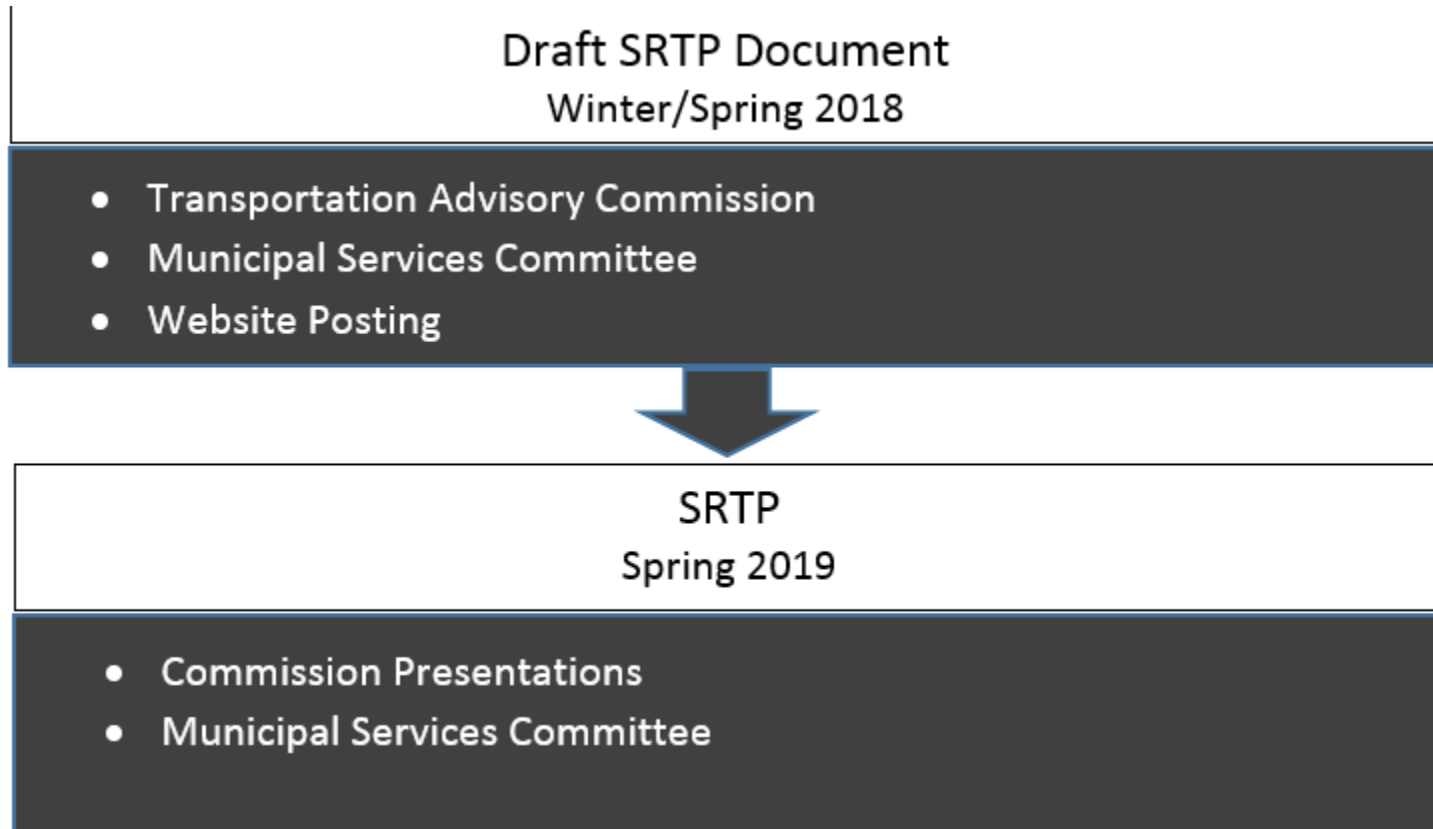 Draft SRTP Document
Winter/Spring 2018
• Transportation Advisory Commission
• Municipal Services Committee
• Website Posting
SRTP
Spring 2019
• Commission Presentations
• Municipal Services Committee